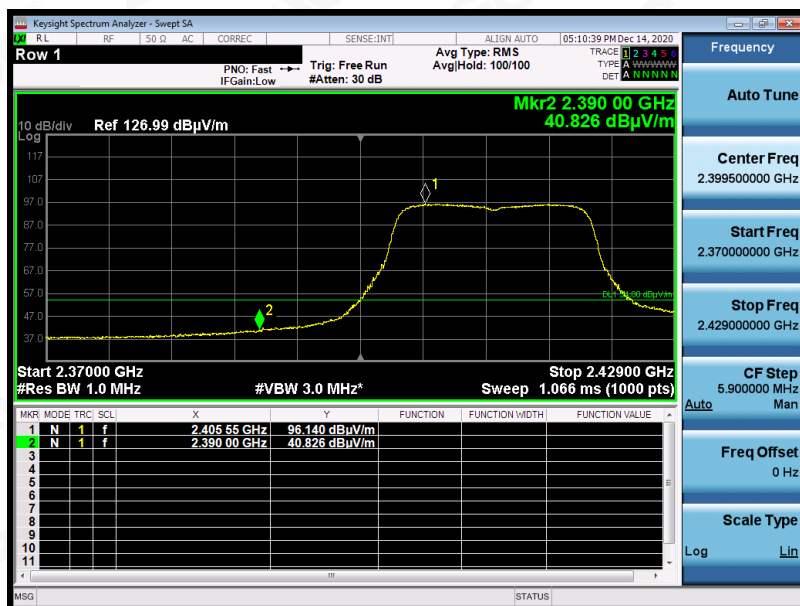 Keysight Spectrum Analyzer - Swept SA
LXI RL RF 50 Ω AC CORREC SENSE:INT ALIGN AUTO 05:10:39 PM Dec 14, 2020
Row 1
PNO: Fast
IFGain:Low
Trig: Free Run
#Atten: 30 dB
Avg Type: RMS
Avg|Hold: 100/100
TRACE 1 2 3 4 5 6
TYPE A WWWWW
DET A N N N N N
Mkr2 2.390 00 GHz
40.826 dBµV/m
10 dB/div Ref 126.99 dBµV/m
Log
117
107
97.0
87.0
77.0
67.0
57.0
47.0
37.0
1
2
DL1 54.00 dBµV/m
Start 2.37000 GHz Stop 2.42900 GHz
#Res BW 1.0 MHz #VBW 3.0 MHz* Sweep 1.066 ms (1000 pts)
MKR MODE TRC SCL X Y FUNCTION FUNCTION WIDTH FUNCTION VALUE
1 N 1 f 2.405 55 GHz 96.140 dBµV/m
2 N 1 f 2.390 00 GHz 40.826 dBµV/m
3
4
5
6
7
8
9
10
11
MSG STATUS
Frequency
Auto Tune
Center Freq
2.399500000 GHz
Start Freq
2.370000000 GHz
Stop Freq
2.429000000 GHz
CF Step
5.900000 MHz
Auto Man
Freq Offset
0 Hz
Scale Type
Log Lin